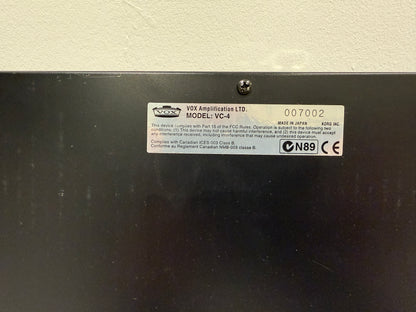 VOX
VOX Amplification LTD.
MODEL: VC-4
007002
MADE IN JAPAN
This device complies with Part 15 of the FCC Rules. Operation is subject to the following two
conditions: (1) This device may not cause harmful interference, and (2) this device must accept
any interference received, including interference that may cause undesired operation.
Complies with Canadian ICES-003 Class B.
Conforme au Reglement Canadian NMB-003 classe B.
N89 CE